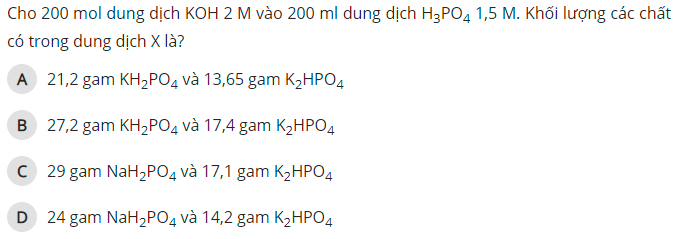 Cho 200 mol dung dịch KOH 2 M vào 200 ml dung dịch H₃PO₄ 1,5 M. Khối lượng các chất
có trong dung dịch X là?
A 21,2 gam KH₂PO₄ và 13,65 gam K₂HPO₄
B 27,2 gam KH₂PO₄ và 17,4 gam K₂HPO₄
C 29 gam NaH₂PO₄ và 17,1 gam K₂HPO₄
D 24 gam NaH₂PO₄ và 14,2 gam K₂HPO₄